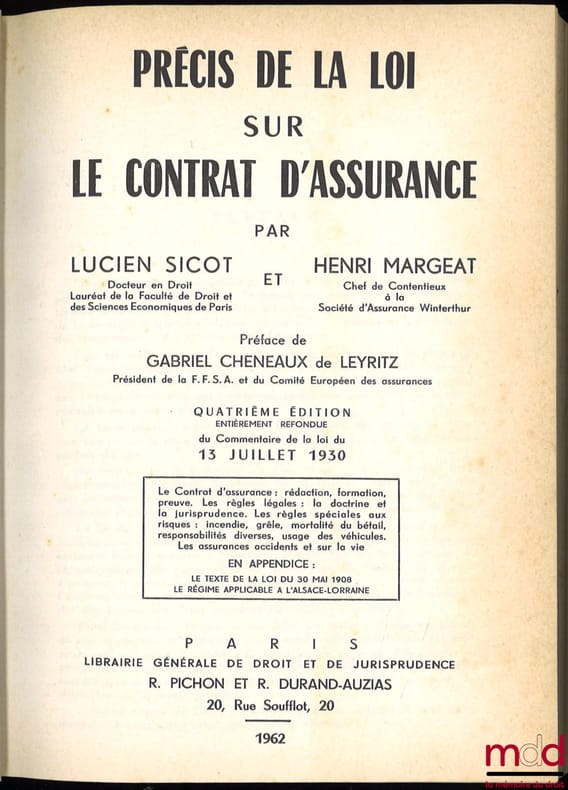 PRÉCIS DE LA LOI
SUR
LE CONTRAT D'ASSURANCE
PAR
LUCIEN SICOT
Docteur en Droit
Lauréat de la Faculté de Droit et
des Sciences Economiques de Paris
ET
HENRI MARGEAT
Chef de Contentieux
à la
Société d'Assurance Winterthur
Préface de
GABRIEL CHENEAUX de LEYRITZ
Président de la F.F.S.A. et du Comité Européen des assurances
QUATRIÈME ÉDITION
ENTIÈREMENT REFONDUE
du Commentaire de la loi du
13 JUILLET 1930
Le Contrat d'assurance : rédaction, formation,
preuve. Les règles légales : la doctrine et
la jurisprudence. Les règles spéciales aux
risques : incendie, grêle, mortalité du bétail,
responsabilités diverses, usage des véhicules.
Les assurances accidents et sur la vie
EN APPENDICE :
LE TEXTE DE LA LOI DU 30 MAI 1908
LE RÉGIME APPLICABLE A L'ALSACE-LORRAINE
PARIS
LIBRAIRIE GÉNÉRALE DE DROIT ET DE JURISPRUDENCE
R. PICHON ET R. DURAND-AUZIAS
20, Rue Soufflot, 20
1962
mdd
la mémoire du droit